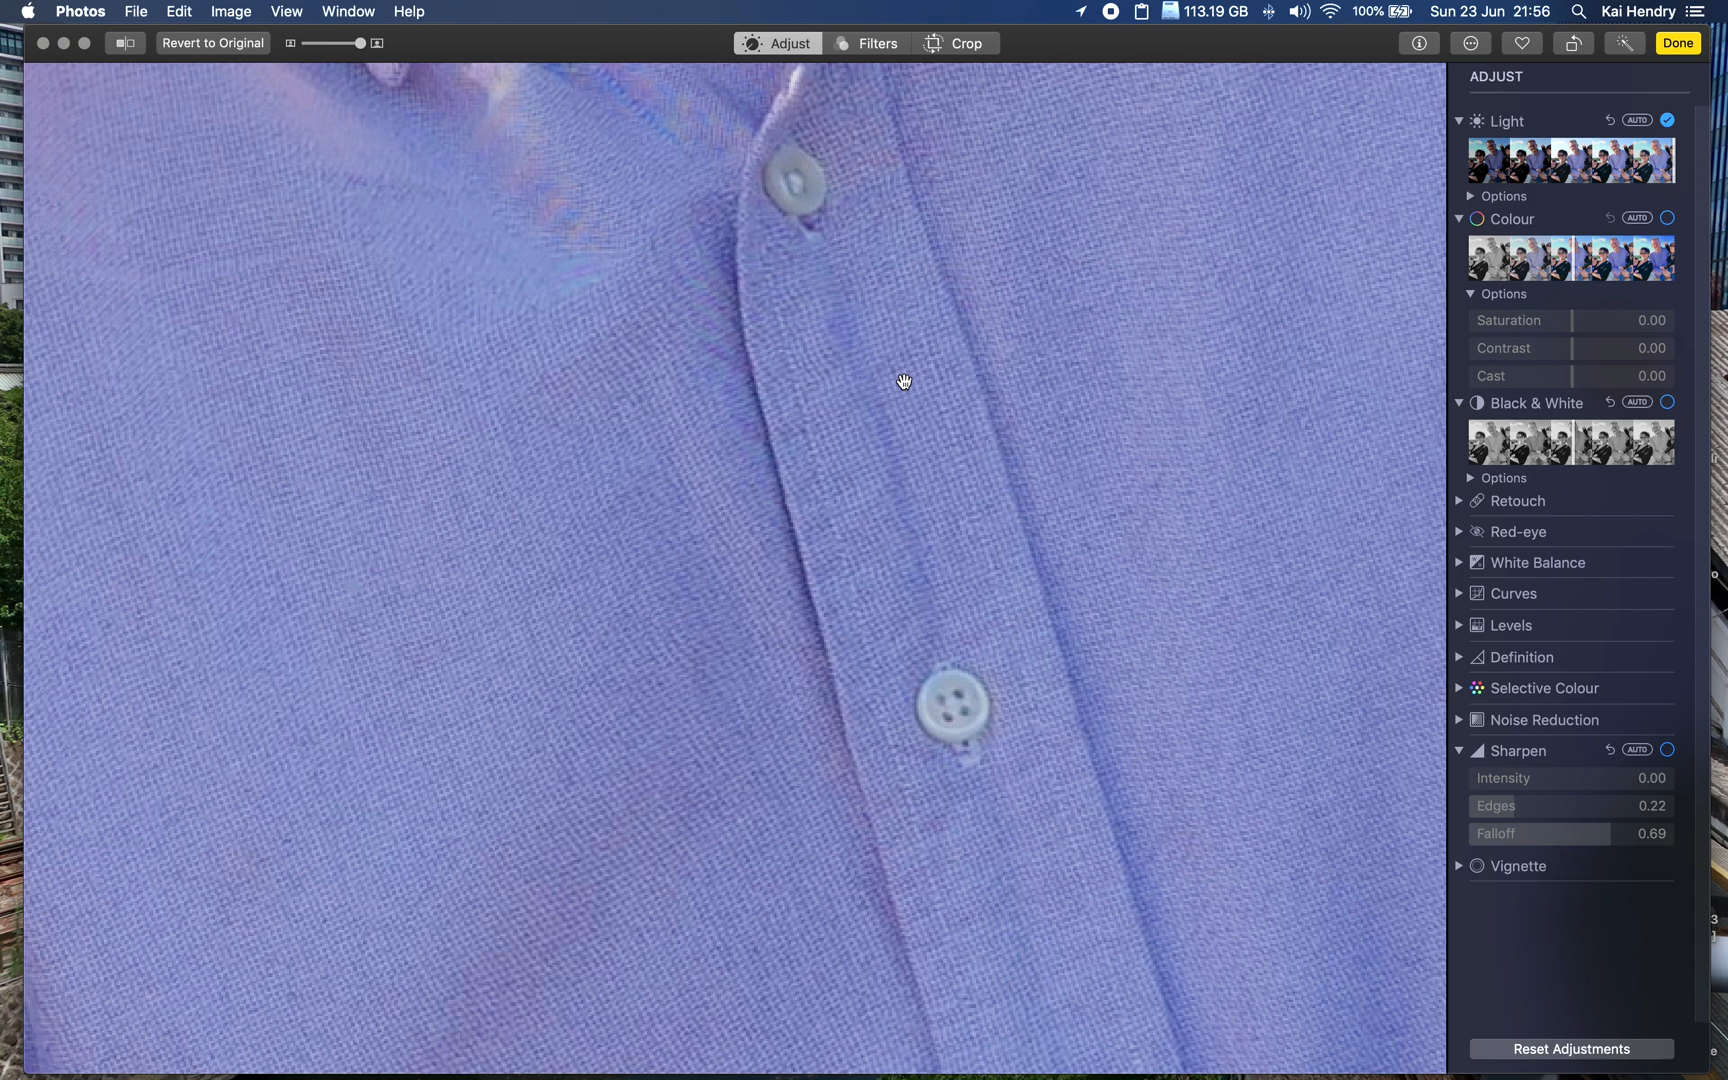 Photos File Edit Image View Window Help 113.19 GB 100% Sun 23 Jun 21:56 Kai Hendry
Revert to Original Adjust Filters Crop Done
ADJUST
Light AUTO
Options
Colour AUTO
Options
Saturation 0.00
Contrast 0.00
Cast 0.00
Black & White AUTO
Options
Retouch
Red-eye
White Balance
Curves
Levels
Definition
Selective Colour
Noise Reduction
Sharpen AUTO
Intensity 0.00
Edges 0.22
Falloff 0.69
Vignette
Reset Adjustments